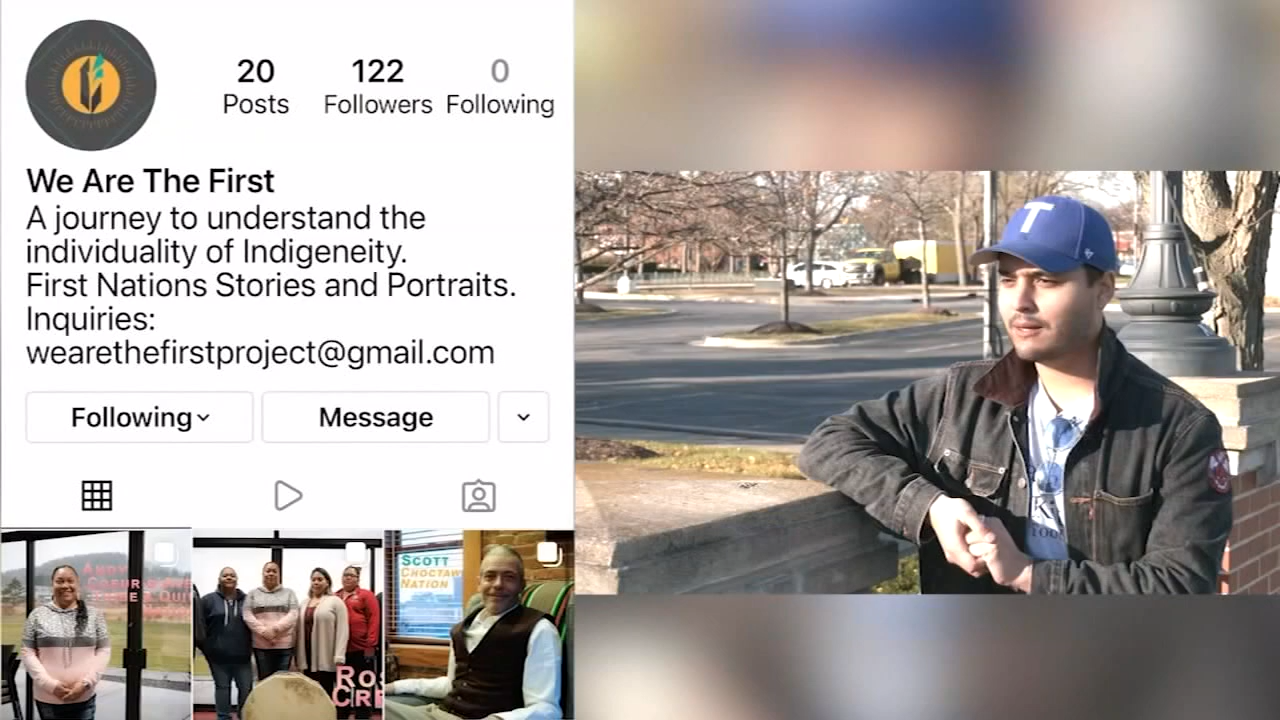 20
Posts
122
Followers
0
Following
We Are The First
A journey to understand the
individuality of Indigeneity.
First Nations Stories and Portraits.
Inquiries:
wearethefirstproject@gmail.com
Following
Message
T
ANDY
SCOTT
CHOCTAW
NATION